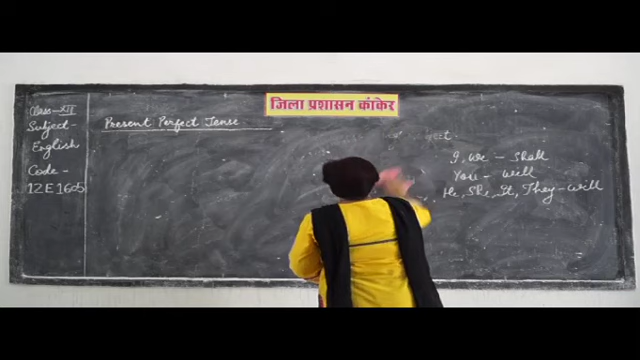 जिला प्रशासन कांकेर
Class - XII
Subject-
English
Code-
12E1605
Present Perfect Tense
I, we - shall
You - will
He, She, It, They - will